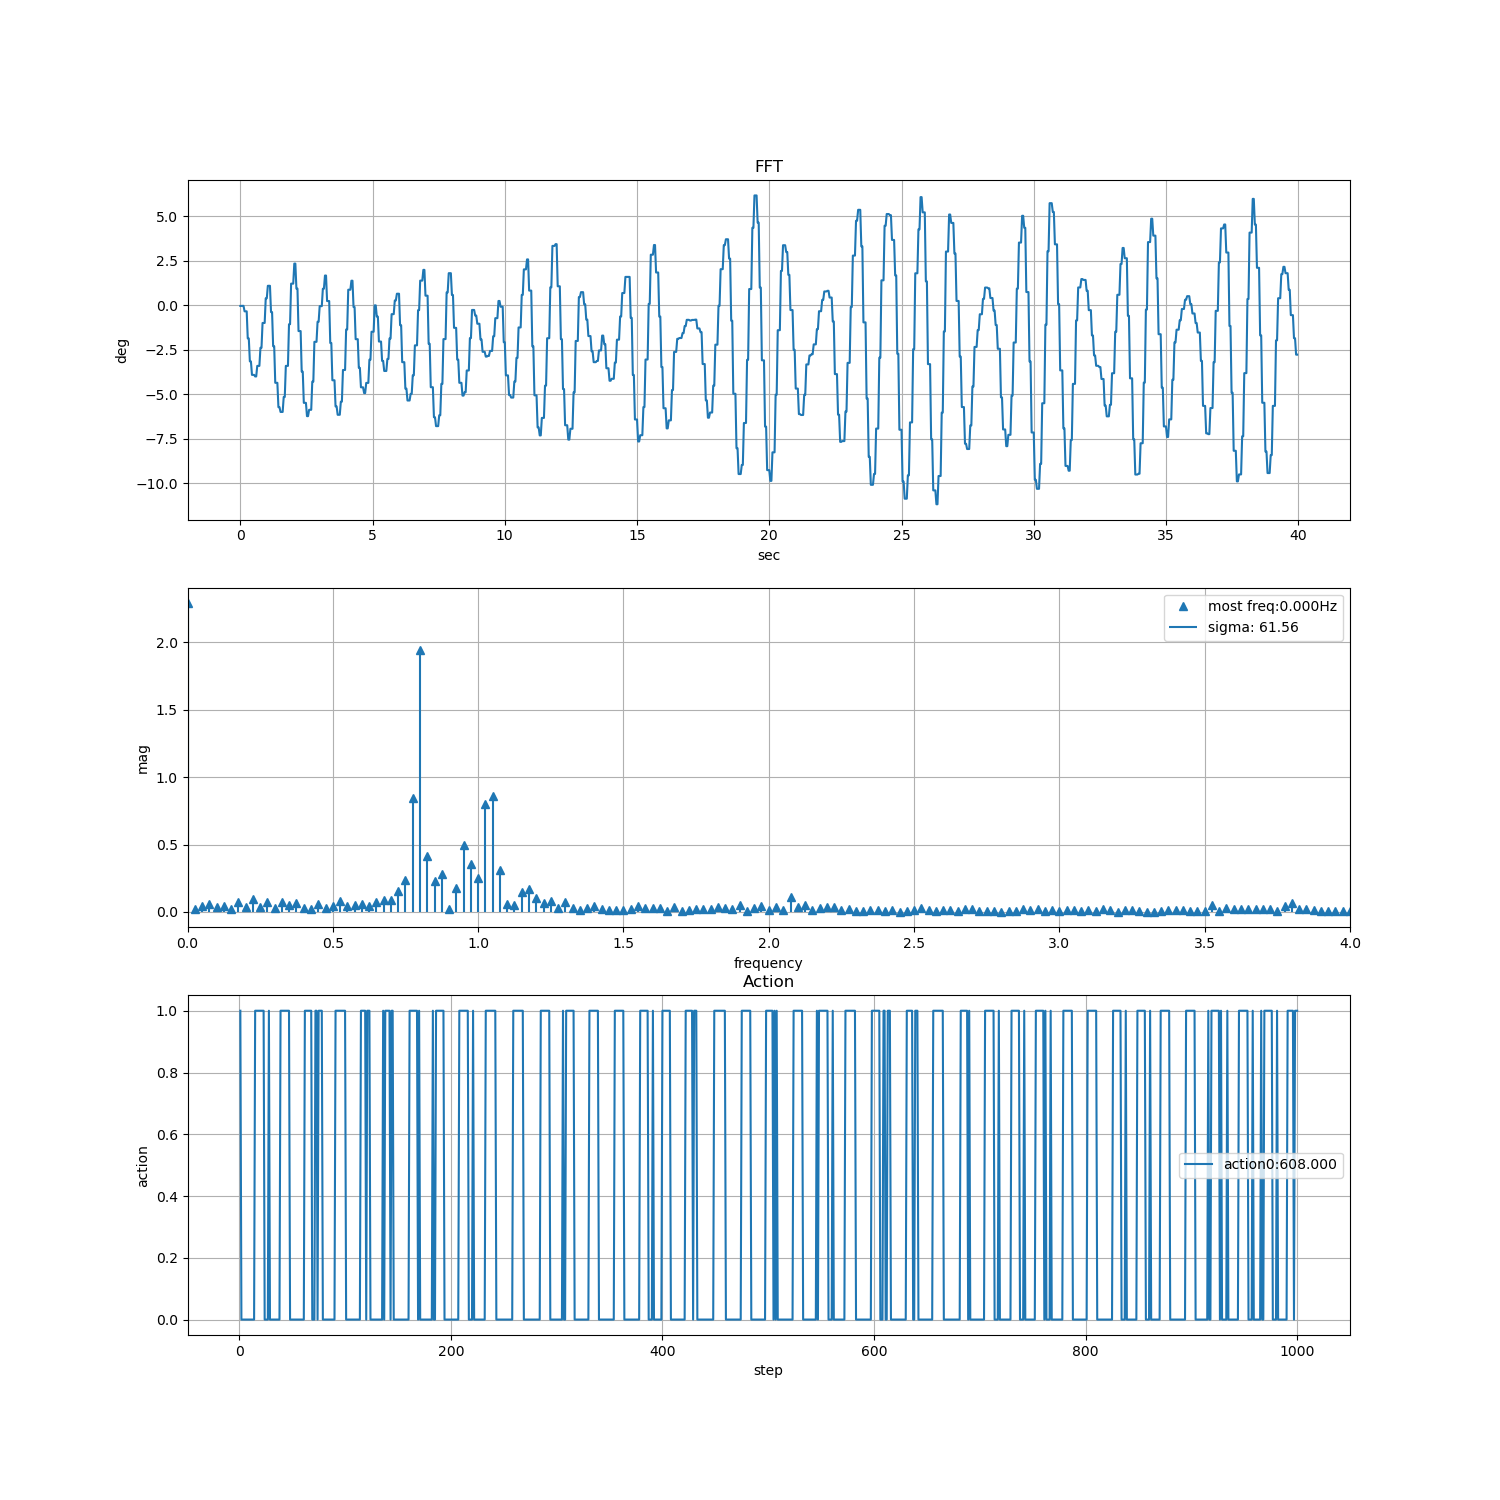 FFT
5.0
2.5
0.0
−2.5
−5.0
−7.5
−10.0
deg
0 5 10 15 20 25 30 35 40
sec
most freq:0.000Hz
sigma: 61.56
2.0
1.5
1.0
0.5
0.0
mag
0.0 0.5 1.0 1.5 2.0 2.5 3.0 3.5 4.0
frequency
Action
1.0
0.8
0.6
0.4
0.2
0.0
action
action0:608.000
0 200 400 600 800 1000
step